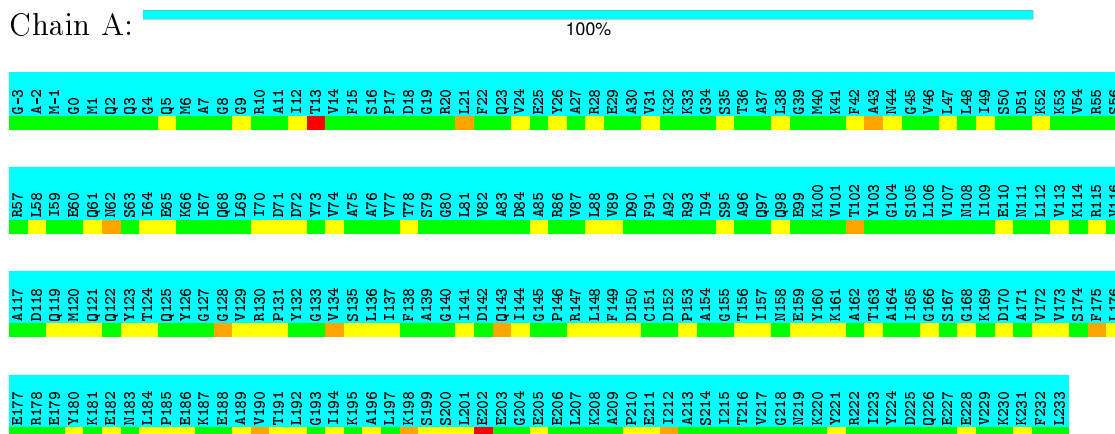 Chain A:
100%
G-3 A-2 M-1 G0 M1 Q2 Q3 G4 Q5 M6 A7 G8 G9 R10 A11 I12 T13 V14 F15 S16 P17 D18 G19 R20 L21 F22 Q23 V24 E25 Y26 A27 R28 E29 A30 V31 K32 K33 G34 S35 T36 A37 L38 G39 M40 K41 F42 A43 N44 G45 V46 L47 L48 I49 S50 D51 K52 K53 V54 R55
R57 L58 I59 E60 Q61 N62 S63 I64 E65 K66 I67 Q68 L69 I70 D71 D72 Y73 V74 A75 A76 V77 T78 S79 G80 L81 V82 A83 D84 A85 R86 V87 L88 V89 D90 F91 A92 R93 I94 S95 A96 Q97 Q98 E99 K100 V101 T102 Y103 G104 S105 L106 V107 N108 I109 E110 N111 L112 V113 K114 R115
A117 D118 Q119 M120 Q121 Q122 Y123 T124 Q125 Y126 G127 G128 V129 R130 P131 Y132 G133 V134 S135 L136 I137 F138 A139 G140 I141 D142 Q143 I144 G145 P146 R147 L148 F149 D150 C151 D152 P153 A154 G155 T156 I157 N158 E159 Y160 K161 A162 T163 A164 I165 G166 S167 G168 K169 D170 A171 V172 V173 S174 F175
E177 R178 E179 Y180 K181 E182 N183 L184 P185 E186 K187 E188 A189 V190 T191 L192 G193 I194 K195 A196 L197 K198 S199 S200 L201 E202 E203 G204 E205 E206 L207 K208 A209 P210 E211 I212 A213 S214 I215 T216 V217 G218 N219 K220 Y221 R222 I223 Y224 D225 Q226 E227 E228 V229 K230 K231 F232 L233